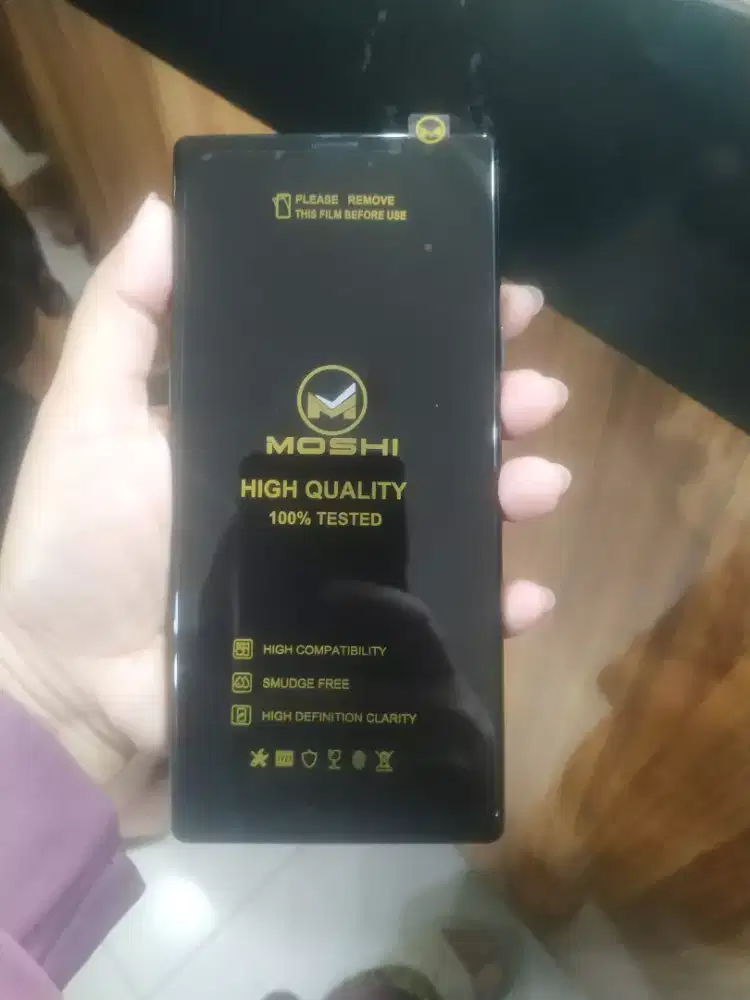 PLEASE REMOVE
THIS FILM BEFORE USE
MOSHI
HIGH QUALITY
100% TESTED
HIGH COMPATIBILITY
SMUDGE FREE
HIGH DEFINITION CLARITY